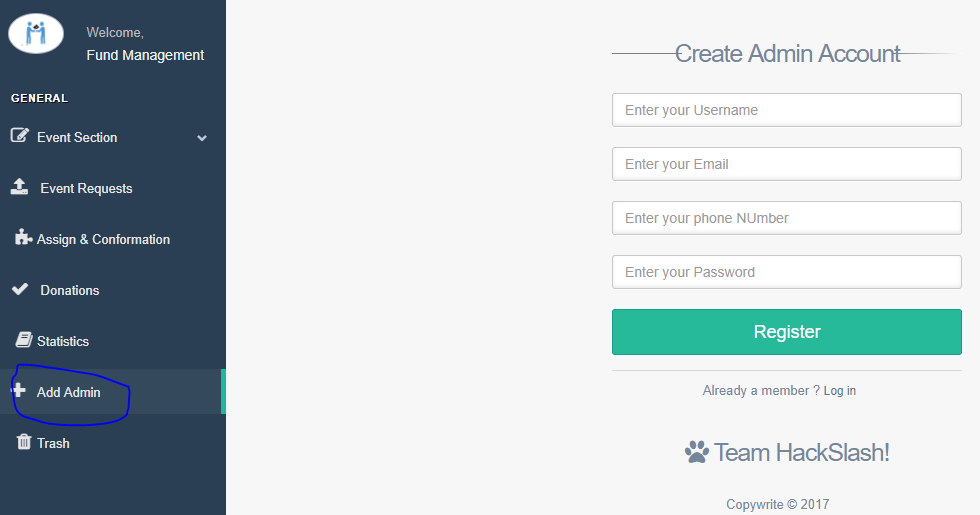 Welcome,
Fund Management
GENERAL
Event Section
Event Requests
Assign & Conformation
Donations
Statistics
Add Admin
Trash
Create Admin Account
Enter your Username
Enter your Email
Enter your phone NUmber
Enter your Password
Register
Already a member ? Log in
Team HackSlash!
Copywrite © 2017